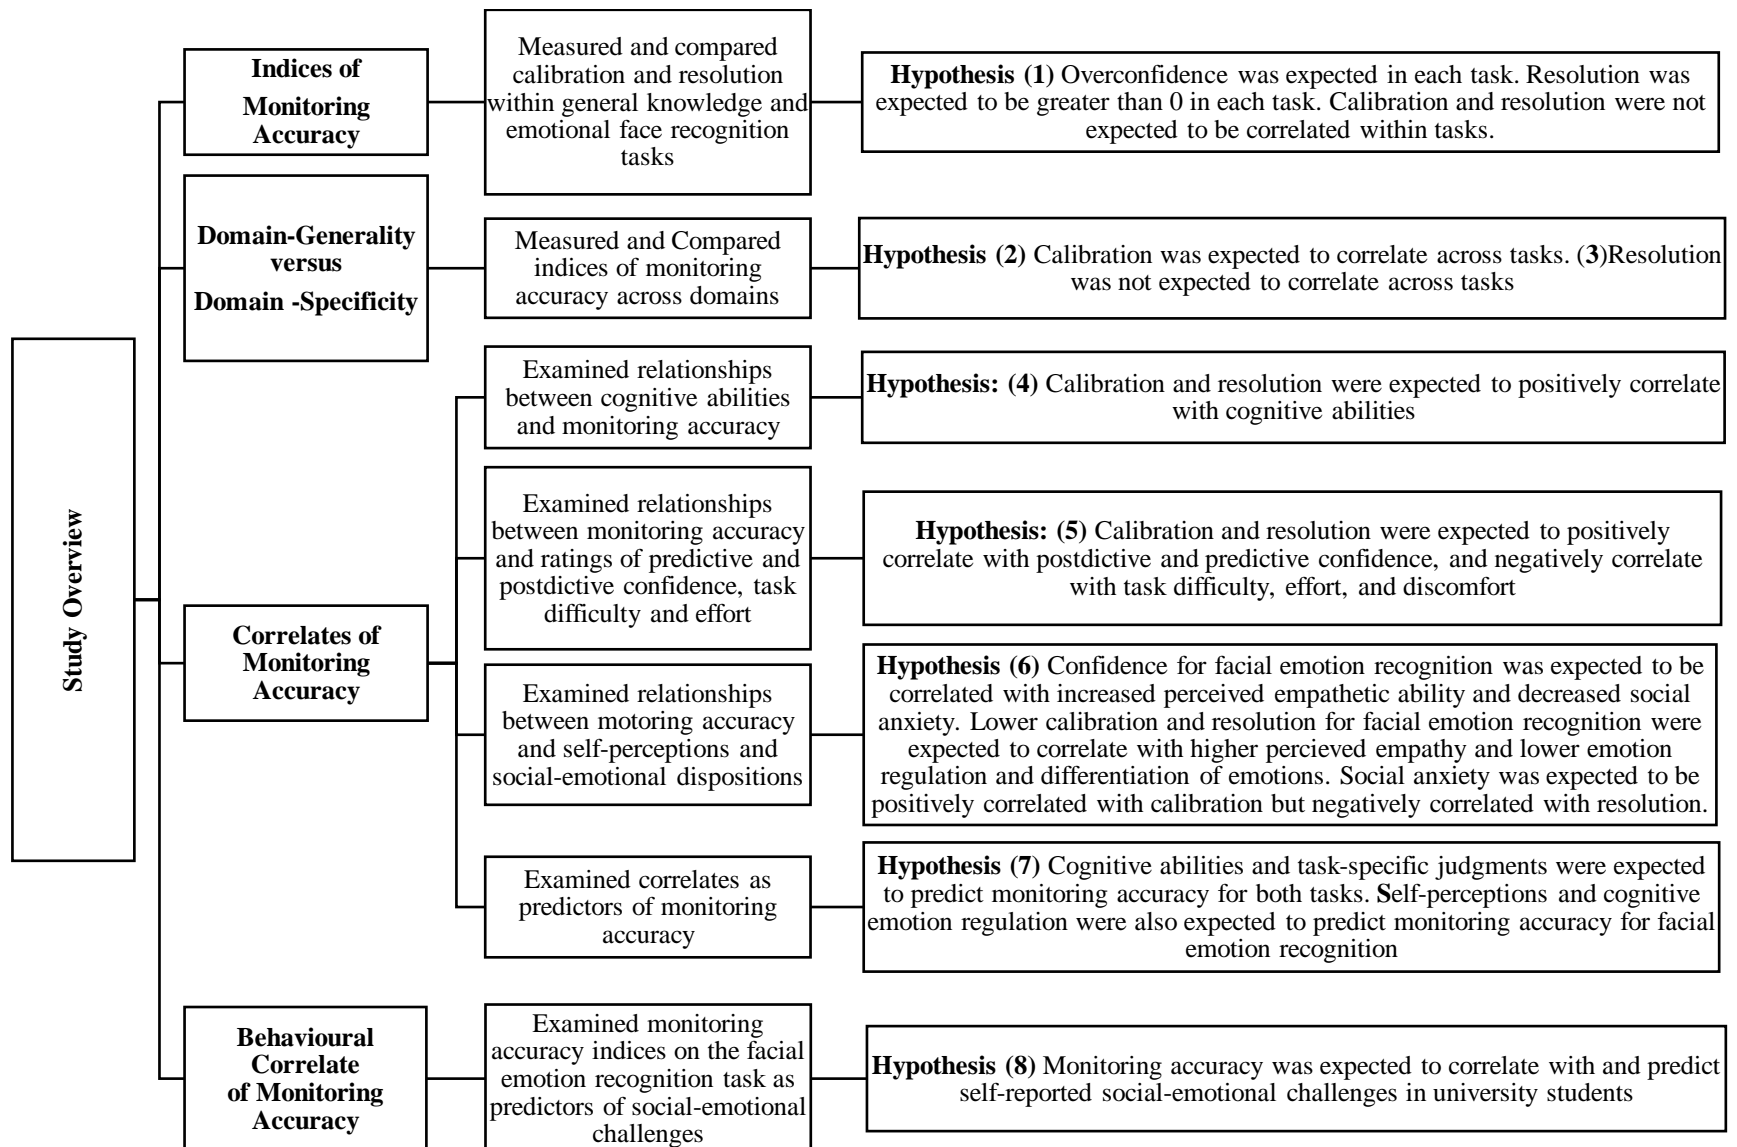 Study Overview
Indices of
Monitoring
Accuracy
Measured and compared
calibration and resolution
within general knowledge and
emotional face recognition
tasks
Hypothesis (1) Overconfidence was expected in each task. Resolution was
expected to be greater than 0 in each task. Calibration and resolution were not
expected to be correlated within tasks.
Domain-Generality
versus
Domain -Specificity
Measured and Compared
indices of monitoring
accuracy across domains
Hypothesis (2) Calibration was expected to correlate across tasks. (3)Resolution
was not expected to correlate across tasks
Correlates of
Monitoring
Accuracy
Examined relationships
between cognitive abilities
and monitoring accuracy
Hypothesis: (4) Calibration and resolution were expected to positively correlate
with cognitive abilities
Examined relationships
between monitoring accuracy
and ratings of predictive and
postdictive confidence, task
difficulty and effort
Hypothesis: (5) Calibration and resolution were expected to positively
correlate with postdictive and predictive confidence, and negatively correlate
with task difficulty, effort, and discomfort
Examined relationships
between motoring accuracy
and self-perceptions and
social-emotional dispositions
Hypothesis (6) Confidence for facial emotion recognition was expected to be
correlated with increased perceived empathetic ability and decreased social
anxiety. Lower calibration and resolution for facial emotion recognition were
expected to correlate with higher percieved empathy and lower emotion
regulation and differentiation of emotions. Social anxiety was expected to be
positively correlated with calibration but negatively correlated with resolution.
Examined correlates as
predictors of monitoring
accuracy
Hypothesis (7) Cognitive abilities and task-specific judgments were expected
to predict monitoring accuracy for both tasks. Self-perceptions and cognitive
emotion regulation were also expected to predict monitoring accuracy for facial
emotion recognition
Behavioural
Correlate
of Monitoring
Accuracy
Examined monitoring
accuracy indices on the facial
emotion recognition task as
predictors of social-emotional
challenges
Hypothesis (8) Monitoring accuracy was expected to correlate with and predict
self-reported social-emotional challenges in university students